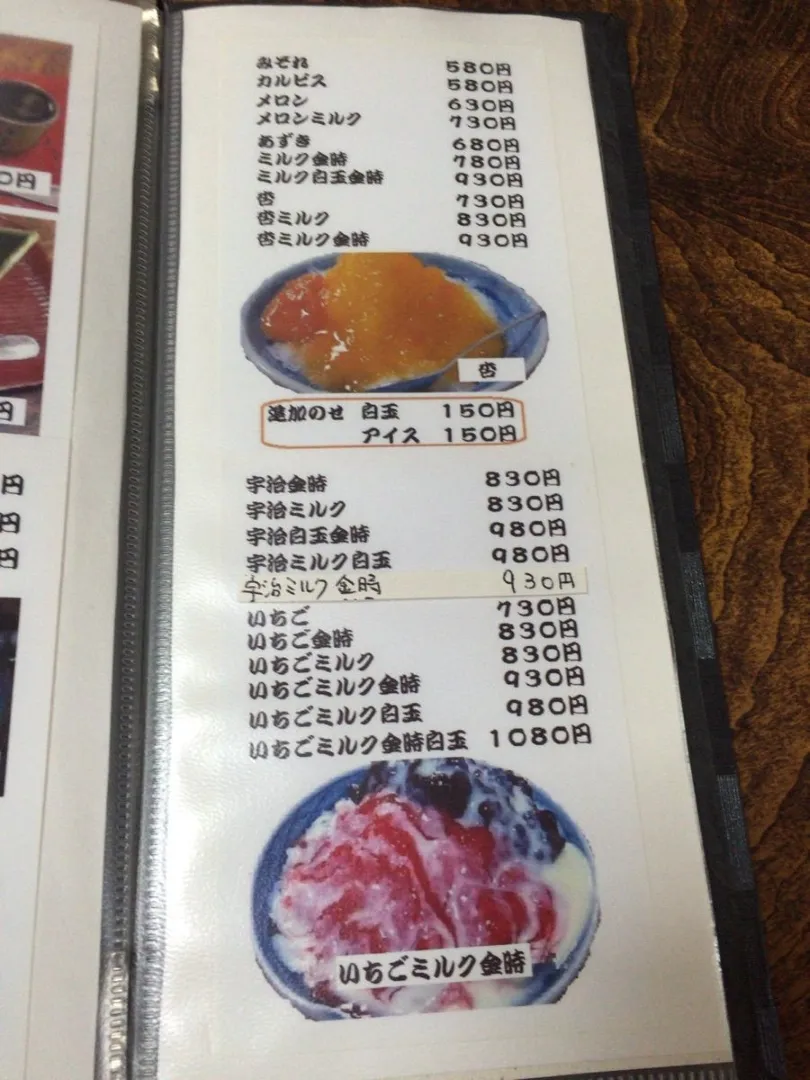 みぞれ 580円
カルピス 580円
メロン 630円
メロンミルク 730円
あずき 680円
ミルク金時 780円
ミルク白玉金時 930円
杏 730円
杏ミルク 830円
杏ミルク金時 930円
杏
追加のせ 白玉 150円
アイス 150円
宇治金時 830円
宇治ミルク 830円
宇治白玉金時 980円
宇治ミルク白玉 980円
宇治ミルク金時 930円
いちご 730円
いちご金時 830円
いちごミルク 830円
いちごミルク金時 930円
いちごミルク白玉 980円
いちごミルク金時白玉 1080円
いちごミルク金時
0円
円
円
円
円